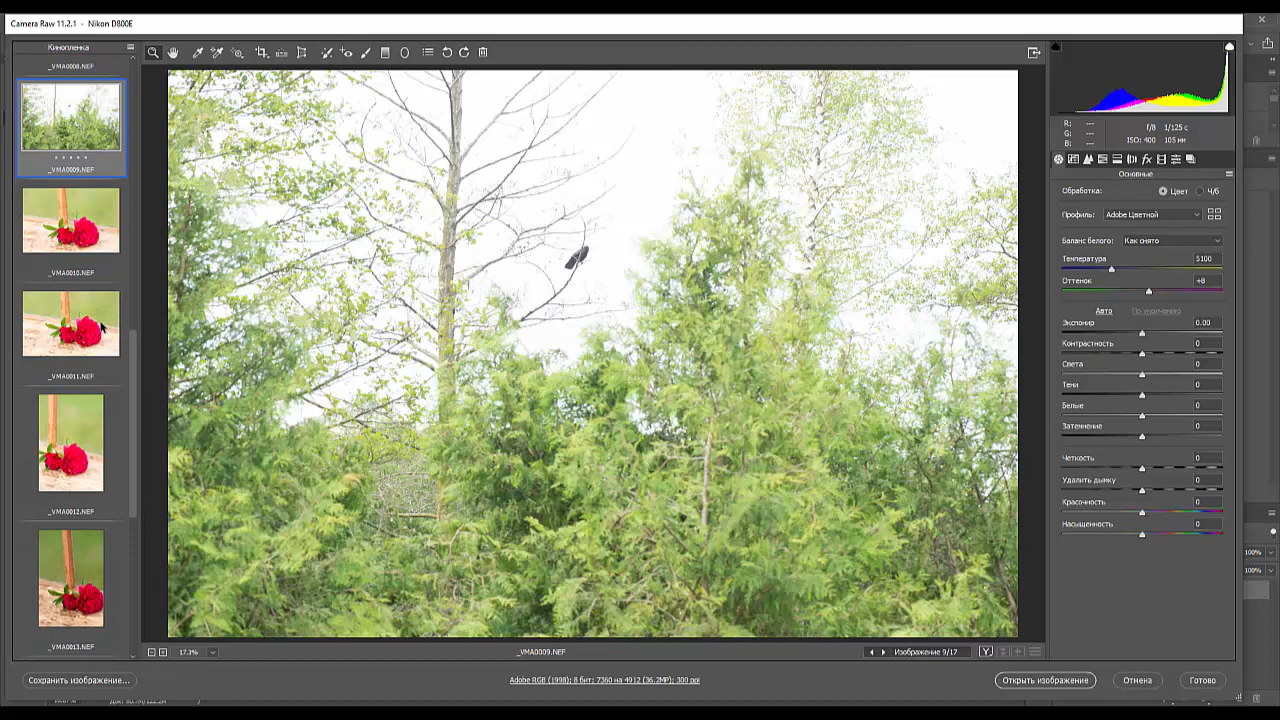 Camera Raw 11.2.1 - Nikon D800E
Кинопленка
_VMA0008.NEF
_VMA0009.NEF
_VMA0010.NEF
_VMA0011.NEF
_VMA0012.NEF
_VMA0013.NEF
R: ---
G: ---
B: ---
f/8 1/125 с
ISO: 400 105 мм
Основные
Обработка: Цвет Ч/б
Профиль: Adobe Цветной
Баланс белого: Как снято
Температура 5100
Оттенок +8
Авто По умолчанию
Экспонир 0.00
Контрастность 0
Света 0
Тени 0
Белые 0
Затемнение 0
Четкость 0
Удалить дымку 0
Красочность 0
Насыщенность 0
100%
100%
17.3%
_VMA0009.NEF
Изображение 9/17
Y
Сохранить изображение...
Adobe RGB (1998); 8 бит; 7360 на 4912 (36.2MP); 300 ppi
Открыть изображение
Отмена
Готово